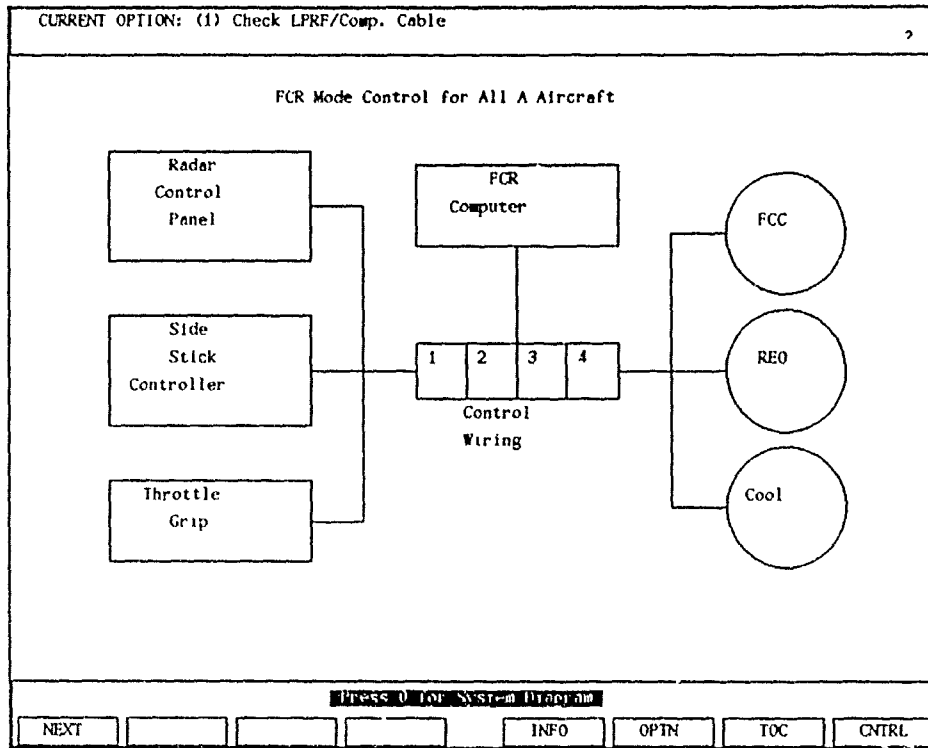 CURRENT OPTION: (1) Check LPRF/Comp. Cable
?
FCR Mode Control for All A Aircraft
Radar
Control
Panel
FCR
Computer
FCC
Side
Stick
Controller
1 2 3 4
REO
Control
Wiring
Throttle
Grip
Cool
Press 0 for System Diagram
NEXT INFO OPTN TOC CNTRL